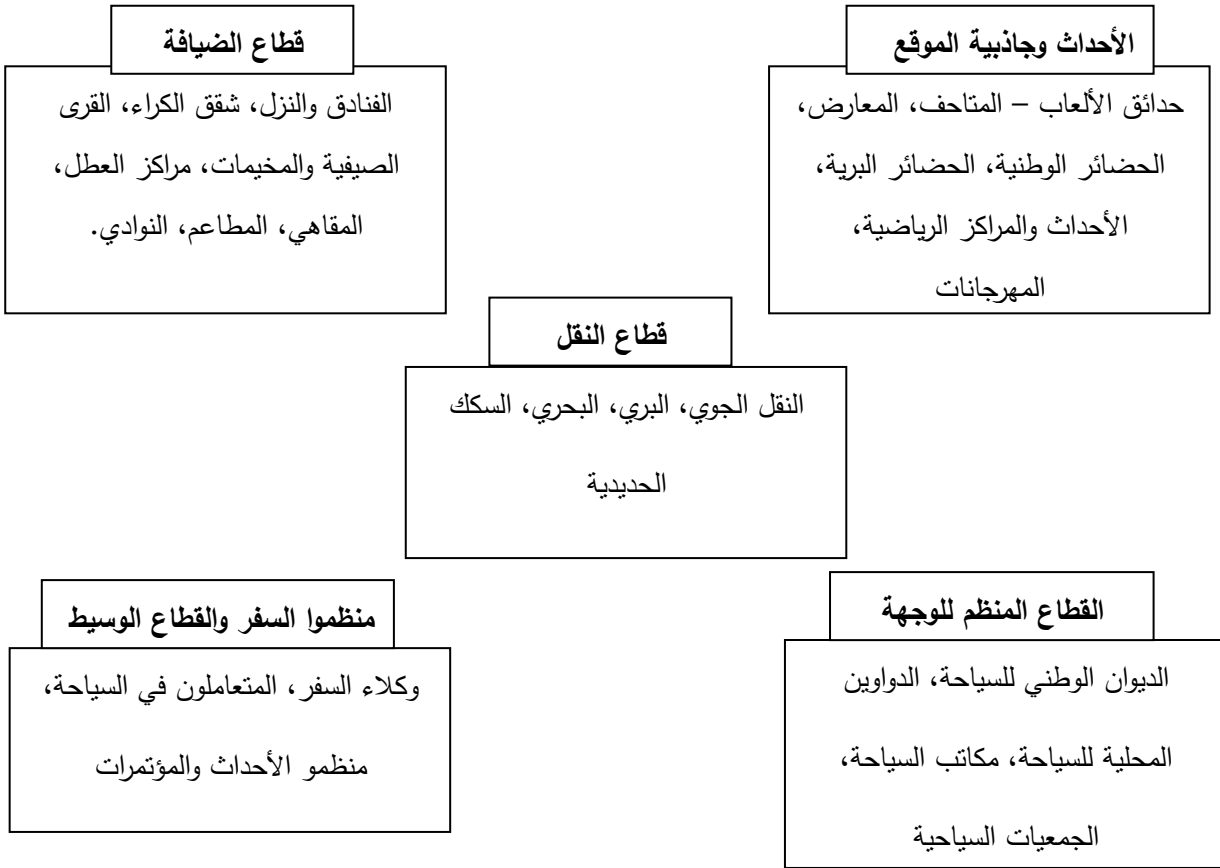 الأحداث وجاذبية الموقع
حدائق الألعاب – المتاحف، المعارض،
الحضائر الوطنية، الحضائر البرية،
الأحداث والمراكز الرياضية،
المهرجانات
قطاع الضيافة
الفنادق والنزل، شقق الكراء، القرى
الصيفية والمخيمات، مراكز العطل،
المقاهي، المطاعم، النوادي.
قطاع النقل
النقل الجوي، البري، البحري، السكك
الحديدية
القطاع المنظم للوجهة
الديوان الوطني للسياحة، الدواوين
المحلية للسياحة، مكاتب السياحة،
الجمعيات السياحية
منظموا السفر والقطاع الوسيط
وكلاء السفر، المتعاملون في السياحة،
منظمو الأحداث والمؤتمرات